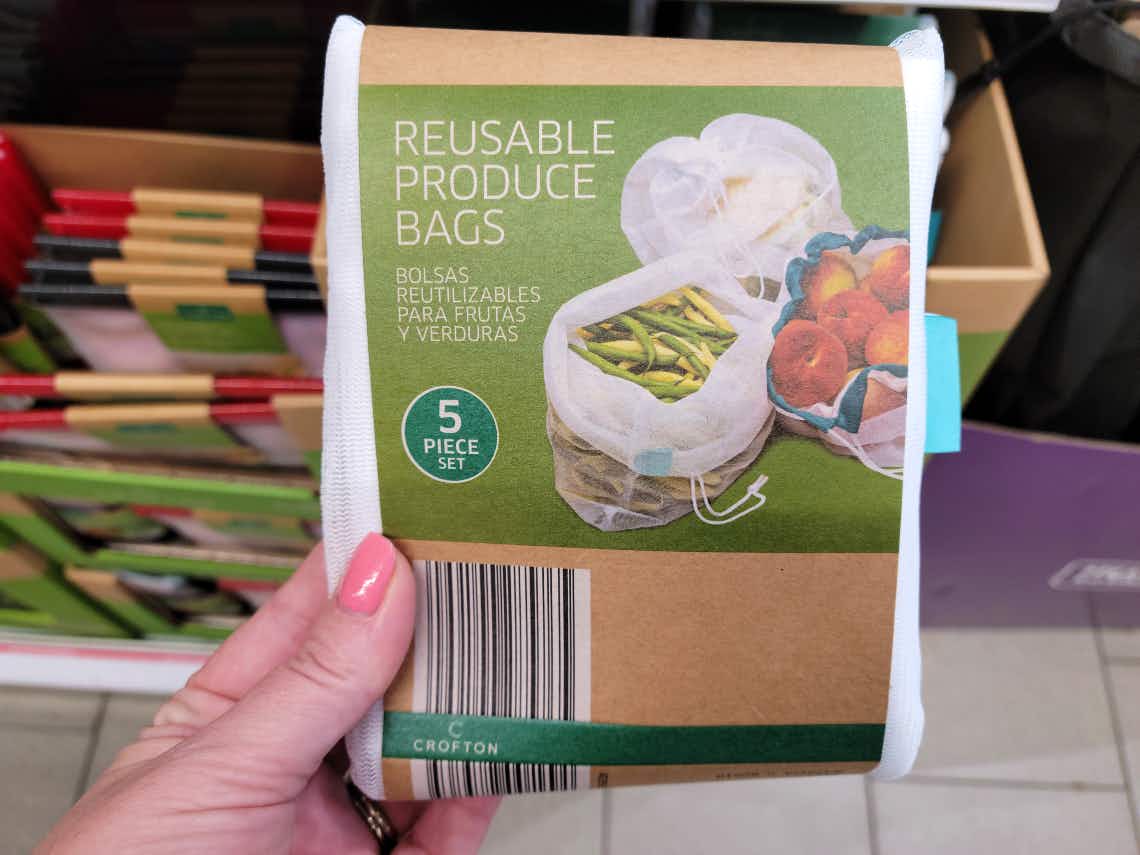 REUSABLE
PRODUCE
BAGS
BOLSAS
REUTILIZABLES
PARA FRUTAS
Y VERDURAS
5
PIECE
SET
C
CROFTON